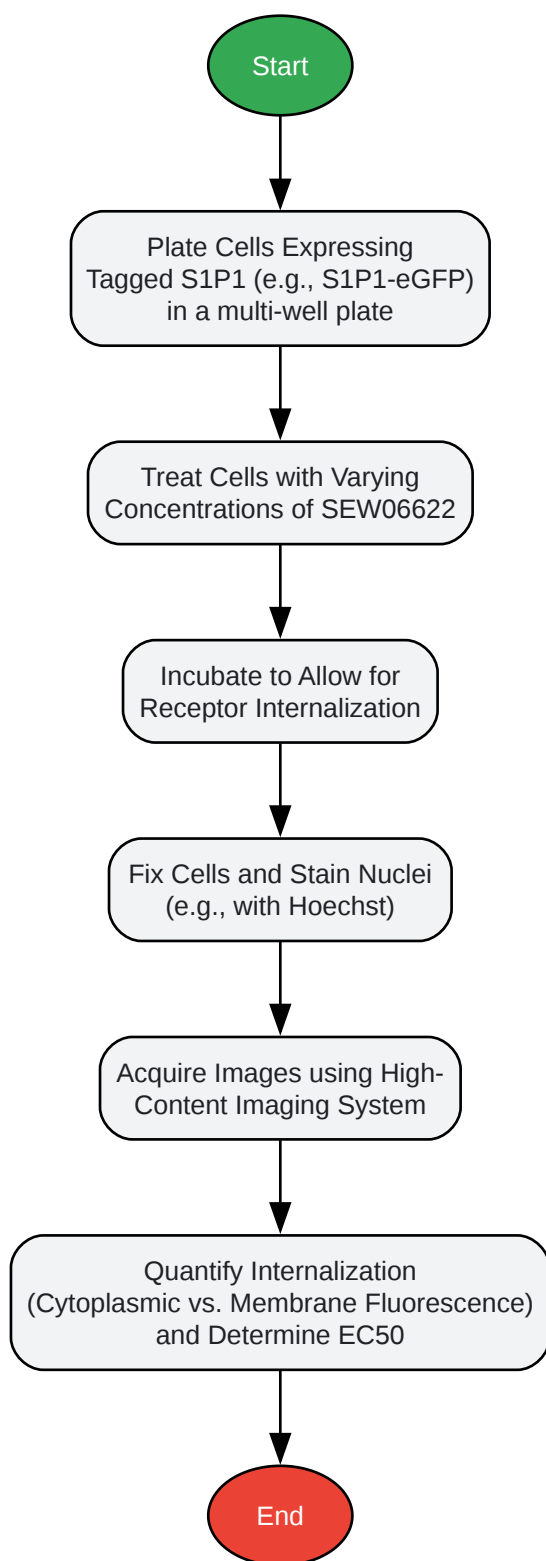 Start
Plate Cells Expressing
Tagged S1P1 (e.g., S1P1-eGFP)
in a multi-well plate
Treat Cells with Varying
Concentrations of SEW06622
Incubate to Allow for
Receptor Internalization
Fix Cells and Stain Nuclei
(e.g., with Hoechst)
Acquire Images using High-
Content Imaging System
Quantify Internalization
(Cytoplasmic vs. Membrane Fluorescence)
and Determine EC50
End